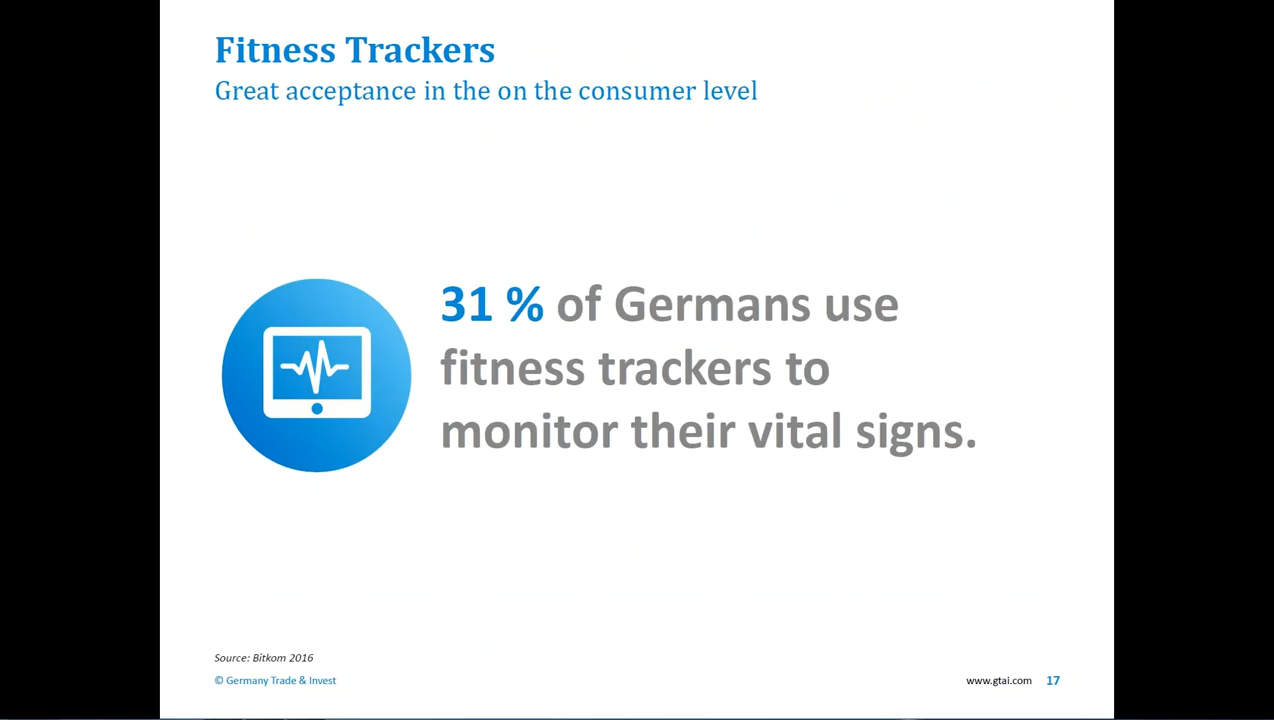 Fitness Trackers
Great acceptance in the on the consumer level
31 % of Germans use
fitness trackers to
monitor their vital signs.
Source: Bitkom 2016
© Germany Trade & Invest
www.gtai.com 17